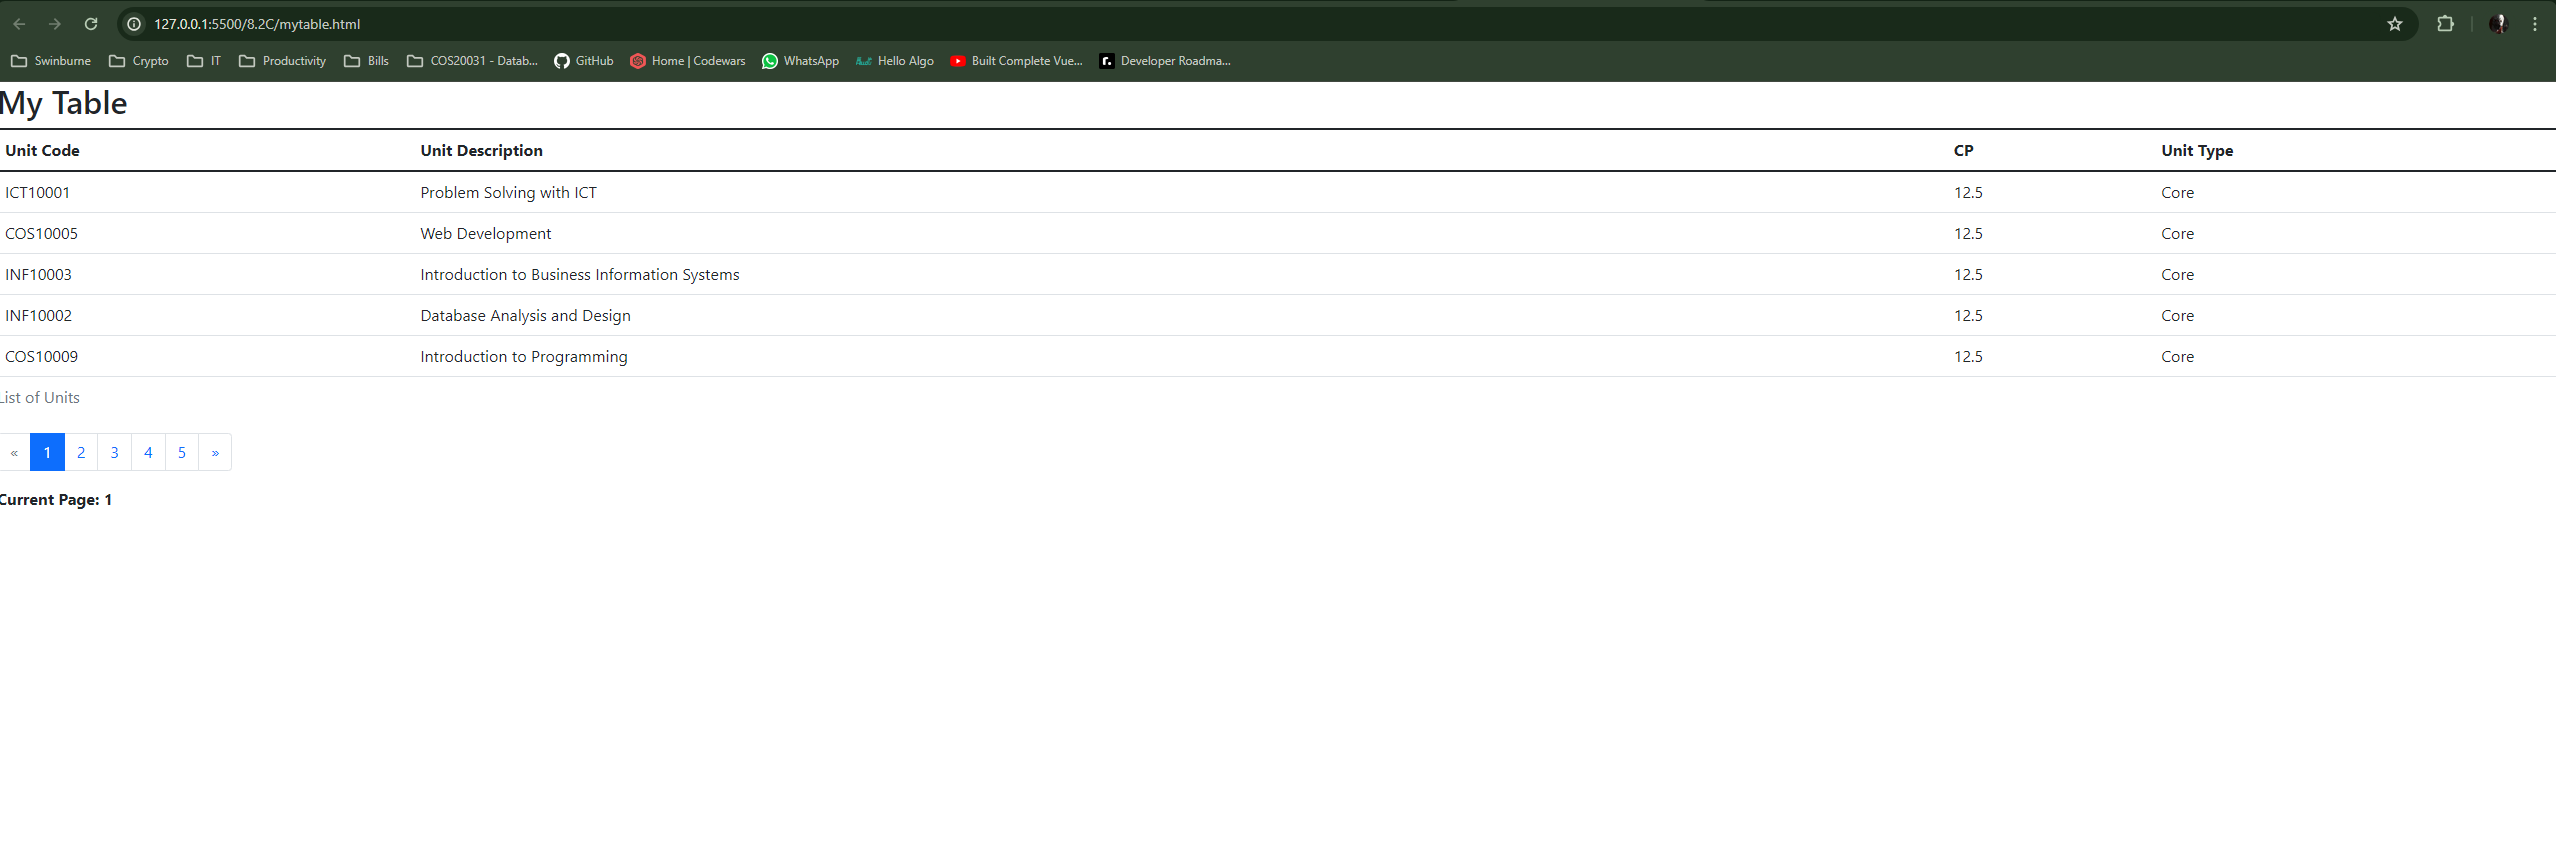 127.0.0.1:5500/8.2C/mytable.html
Swinburne Crypto IT Productivity Bills COS20031 - Datab... GitHub Home | Codewars WhatsApp Hello Algo Built Complete Vue... Developer Roadma...
My Table
Unit Code Unit Description CP Unit Type
ICT10001 Problem Solving with ICT 12.5 Core
COS10005 Web Development 12.5 Core
INF10003 Introduction to Business Information Systems 12.5 Core
INF10002 Database Analysis and Design 12.5 Core
COS10009 Introduction to Programming 12.5 Core
List of Units
« 1 2 3 4 5 »
Current Page: 1